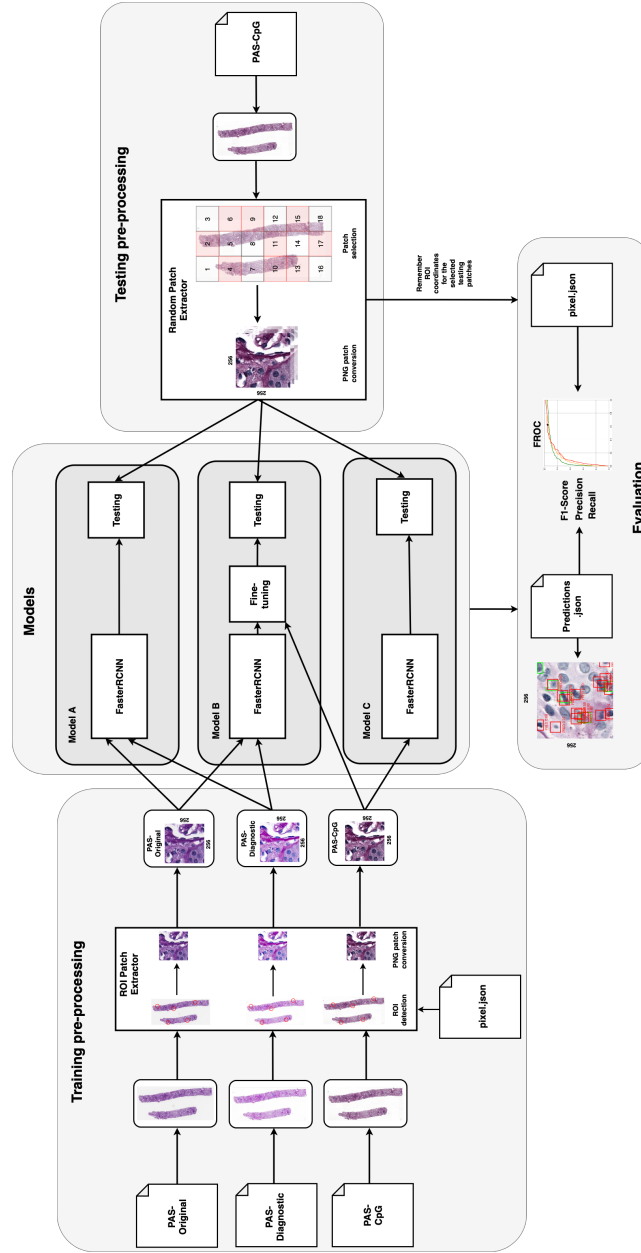 Training pre-processing
PAS-
Original
PAS-
Diagnostic
PAS-
CpG
ROI Patch
Extractor
ROI
detection
PNG patch
conversion
pixel.json
PAS-
Original
256
256
PAS-
Diagnostic
256
256
PAS-CpG
256
256
Models
Model A
FasterRCNN
Testing
Model B
FasterRCNN
Fine-
tuning
Testing
Model C
FasterRCNN
Testing
Testing pre-processing
PAS-CpG
Random Patch
Extractor
1
2
3
4
5
6
7
8
9
10
11
12
13
14
15
16
17
18
Patch
selection
256
256
PNG patch
conversion
Remember
ROI
coordinates
for the
selected
testing
patches
256
256
Predictions
.json
F1-Score
Precision
Recall
FROC
pixel.json
Evaluation